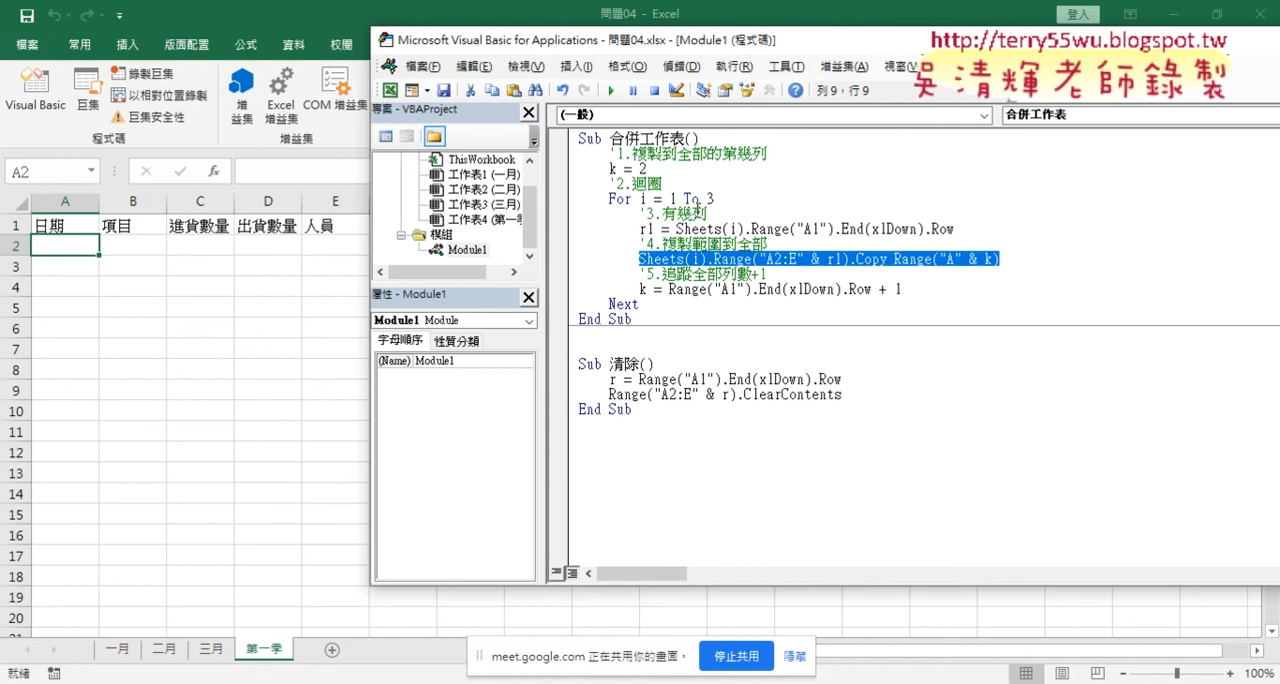 問題04 - Excel
登入
檔案 常用 插入 版面配置 公式 資料 校閱
Visual Basic
巨集
錄製巨集
以相對位置錄製
巨集安全性
程式碼
增益集
Excel 增益集
COM 增益集
增益集
A2
fx
A B C D E
1 日期 項目 進貨數量 出貨數量 人員
2
3
4
5
6
7
8
9
10
11
12
13
14
15
16
17
18
19
20
21
一月 二月 三月 第一季
就緒
100%
Microsoft Visual Basic for Applications - 問題04.xlsx - [Module1 (程式碼)]
http://terry55wu.blogspot.tw
吳清輝老師錄製
檔案(F) 編輯(E) 檢視(V) 插入(I) 格式(O) 偵錯(D) 執行(R) 工具(T) 增益集(A) 視窗(W)
列 9，行 9
專案 - VBAProject
ThisWorkbook
工作表1 (一月)
工作表2 (二月)
工作表3 (三月)
工作表4 (第一季
模組
Module1
屬性 - Module1
Module1 Module
字母順序 性質分類
(Name) Module1
(一般)
合併工作表
Sub 合併工作表()
'1.複製到全部的第幾列
k = 2
'2.迴圈
For i = 1 To 3
'3.有幾列
r1 = Sheets(i).Range("A1").End(xlDown).Row
'4.複製範圍到全部
Sheets(i).Range("A2:E" & r1).Copy Range("A" & k)
'5.追蹤全部列數+1
k = Range("A1").End(xlDown).Row + 1
Next
End Sub
Sub 清除()
r = Range("A1").End(xlDown).Row
Range("A2:E" & r).ClearContents
End Sub
meet.google.com 正在共用你的畫面。
停止共用
隱藏